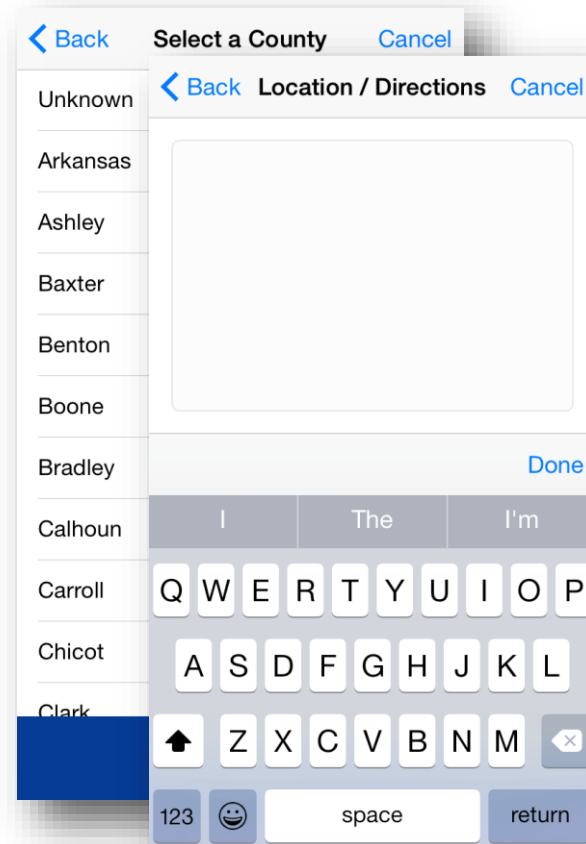 Back Select a County Cancel
Unknown
Arkansas
Ashley
Baxter
Benton
Boone
Bradley
Calhoun
Carroll
Chicot
Clark
Back Location / Directions Cancel
Done
I The I'm
Q W E R T Y U I O P
A S D F G H J K L
Z X C V B N M
123 space return